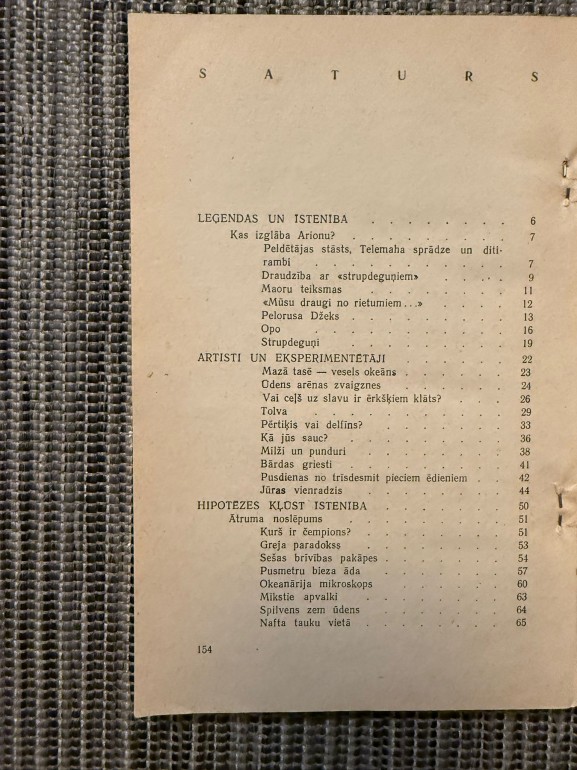 SATURS
LEĢENDAS UN ĪSTENĪBA . . . . . . . . 6
Kas izglāba Arionu? . . . . . . . . 7
Peldētājas stāsts, Telemaha sprādze un diti-
rambi . . . . . . . . 7
Draudzība ar «strupdeguņiem» . . . . 9
Maoru teiksmas . . . . . . . 11
«Mūsu draugi no rietumiem...» . . . . 12
Pelorusa Džeks . . . . . . . 13
Opo . . . . . . . . 16
Strupdeguņi . . . . . . . 19
ARTISTI UN EKSPERIMENTĒTĀJI . . . . . . 22
Mazā tasē — vesels okeāns . . . . . 23
Ūdens arēnas zvaigznes . . . . . . 24
Vai ceļš uz slavu ir ērkšķiem klāts? . . . 26
Tolva . . . . . . . . 29
Pērtiķis vai delfīns? . . . . . . 33
Kā jūs sauc? . . . . . . . 36
Milži un punduri . . . . . . . 38
Bārdas griesti . . . . . . . 41
Pusdienas no trīsdesmit pieciem ēdieniem . . 42
Jūras vienradzis . . . . . . . 44
HIPOTĒZES KĻŪST ĪSTENĪBA . . . . . . . 50
Ātruma noslēpums . . . . . . . . 51
Kurš ir čempions? . . . . . . . 51
Greja paradokss . . . . . . . 53
Sešas brīvības pakāpes . . . . . . 54
Pusmetru bieza āda . . . . . . . 57
Okeanārija mikroskops . . . . . . 60
Mīkstie apvalki . . . . . . . 63
Spilvens zem ūdens . . . . . . . 64
Nafta tauku vietā . . . . . . . 65
154